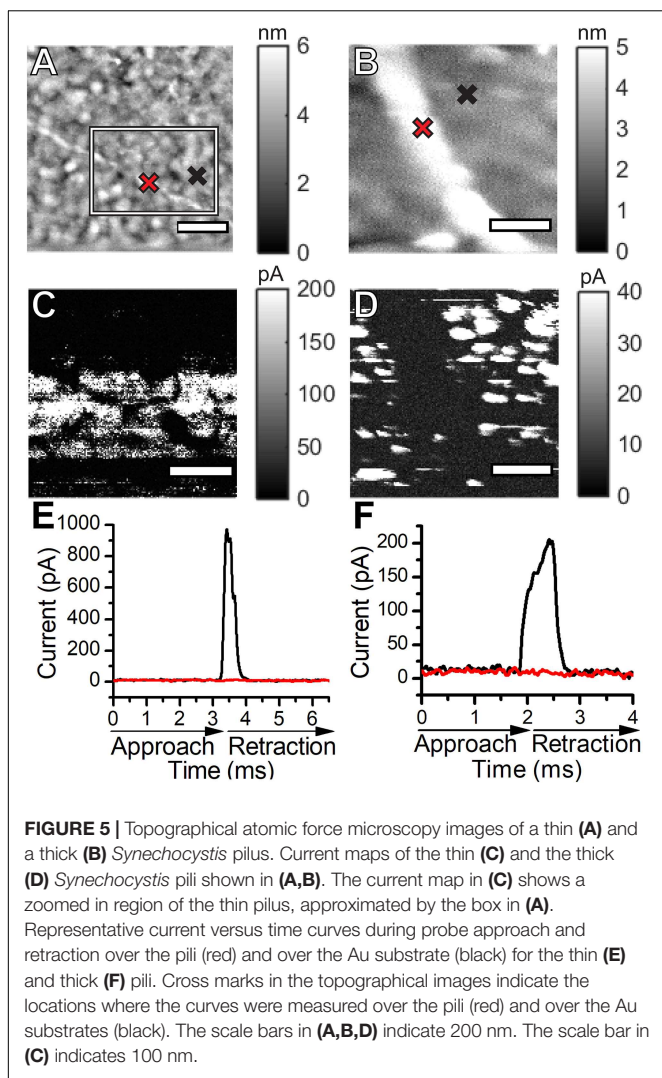 nm
A
6
4
2
0
nm
B
5
4
3
2
1
0
pA
C
200
150
100
50
0
pA
D
40
30
20
10
0
E
Current (pA)
1000
800
600
400
200
0
0 1 2 3 4 5 6
Approach Retraction
Time (ms)
F
Current (pA)
200
150
100
50
0
0 1 2 3 4
Approach Retraction
Time (ms)
FIGURE 5 | Topographical atomic force microscopy images of a thin (A) and
a thick (B) Synechocystis pilus. Current maps of the thin (C) and the thick
(D) Synechocystis pili shown in (A,B). The current map in (C) shows a
zoomed in region of the thin pilus, approximated by the box in (A).
Representative current versus time curves during probe approach and
retraction over the pili (red) and over the Au substrate (black) for the thin (E)
and thick (F) pili. Cross marks in the topographical images indicate the
locations where the curves were measured over the pili (red) and over the Au
substrates (black). The scale bars in (A,B,D) indicate 200 nm. The scale bar in
(C) indicates 100 nm.